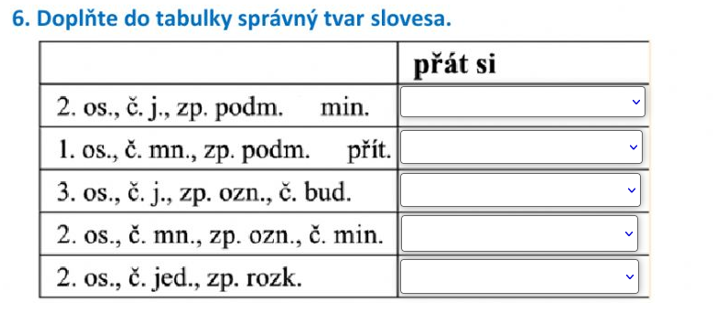 6. Doplňte do tabulky správný tvar slovesa.
přát si
2. os., č. j., zp. podm. min.
1. os., č. mn., zp. podm. přít.
3. os., č. j., zp. ozn., č. bud.
2. os., č. mn., zp. ozn., č. min.
2. os., č. jed., zp. rozk.